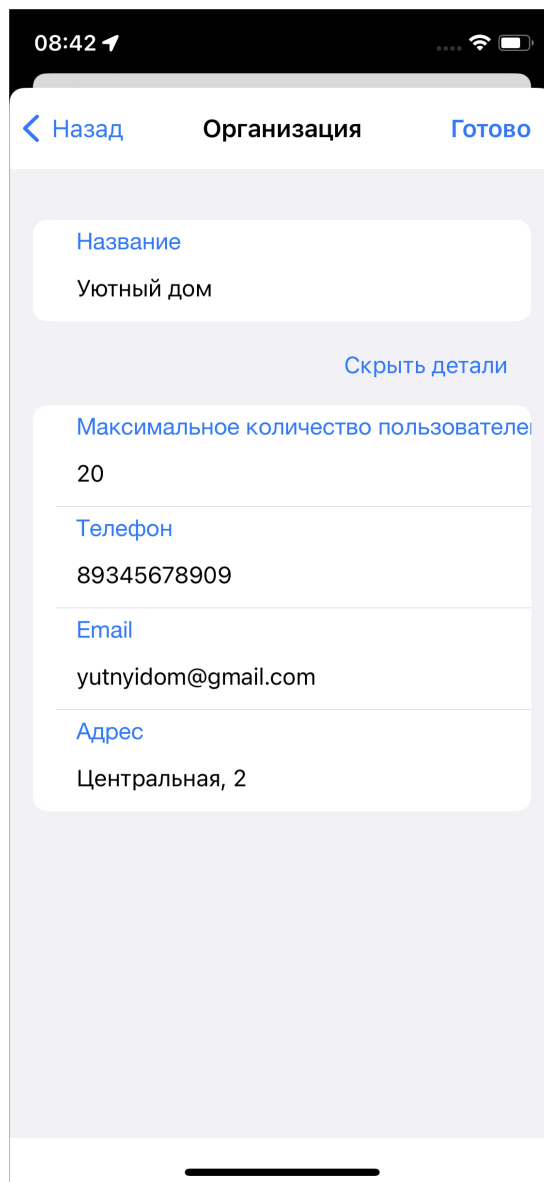 08:42
Назад
Организация
Готово
Название
Уютный дом
Скрыть детали
Максимальное количество пользователе
20
Телефон
89345678909
Email
yutnyidom@gmail.com
Адрес
Центральная, 2